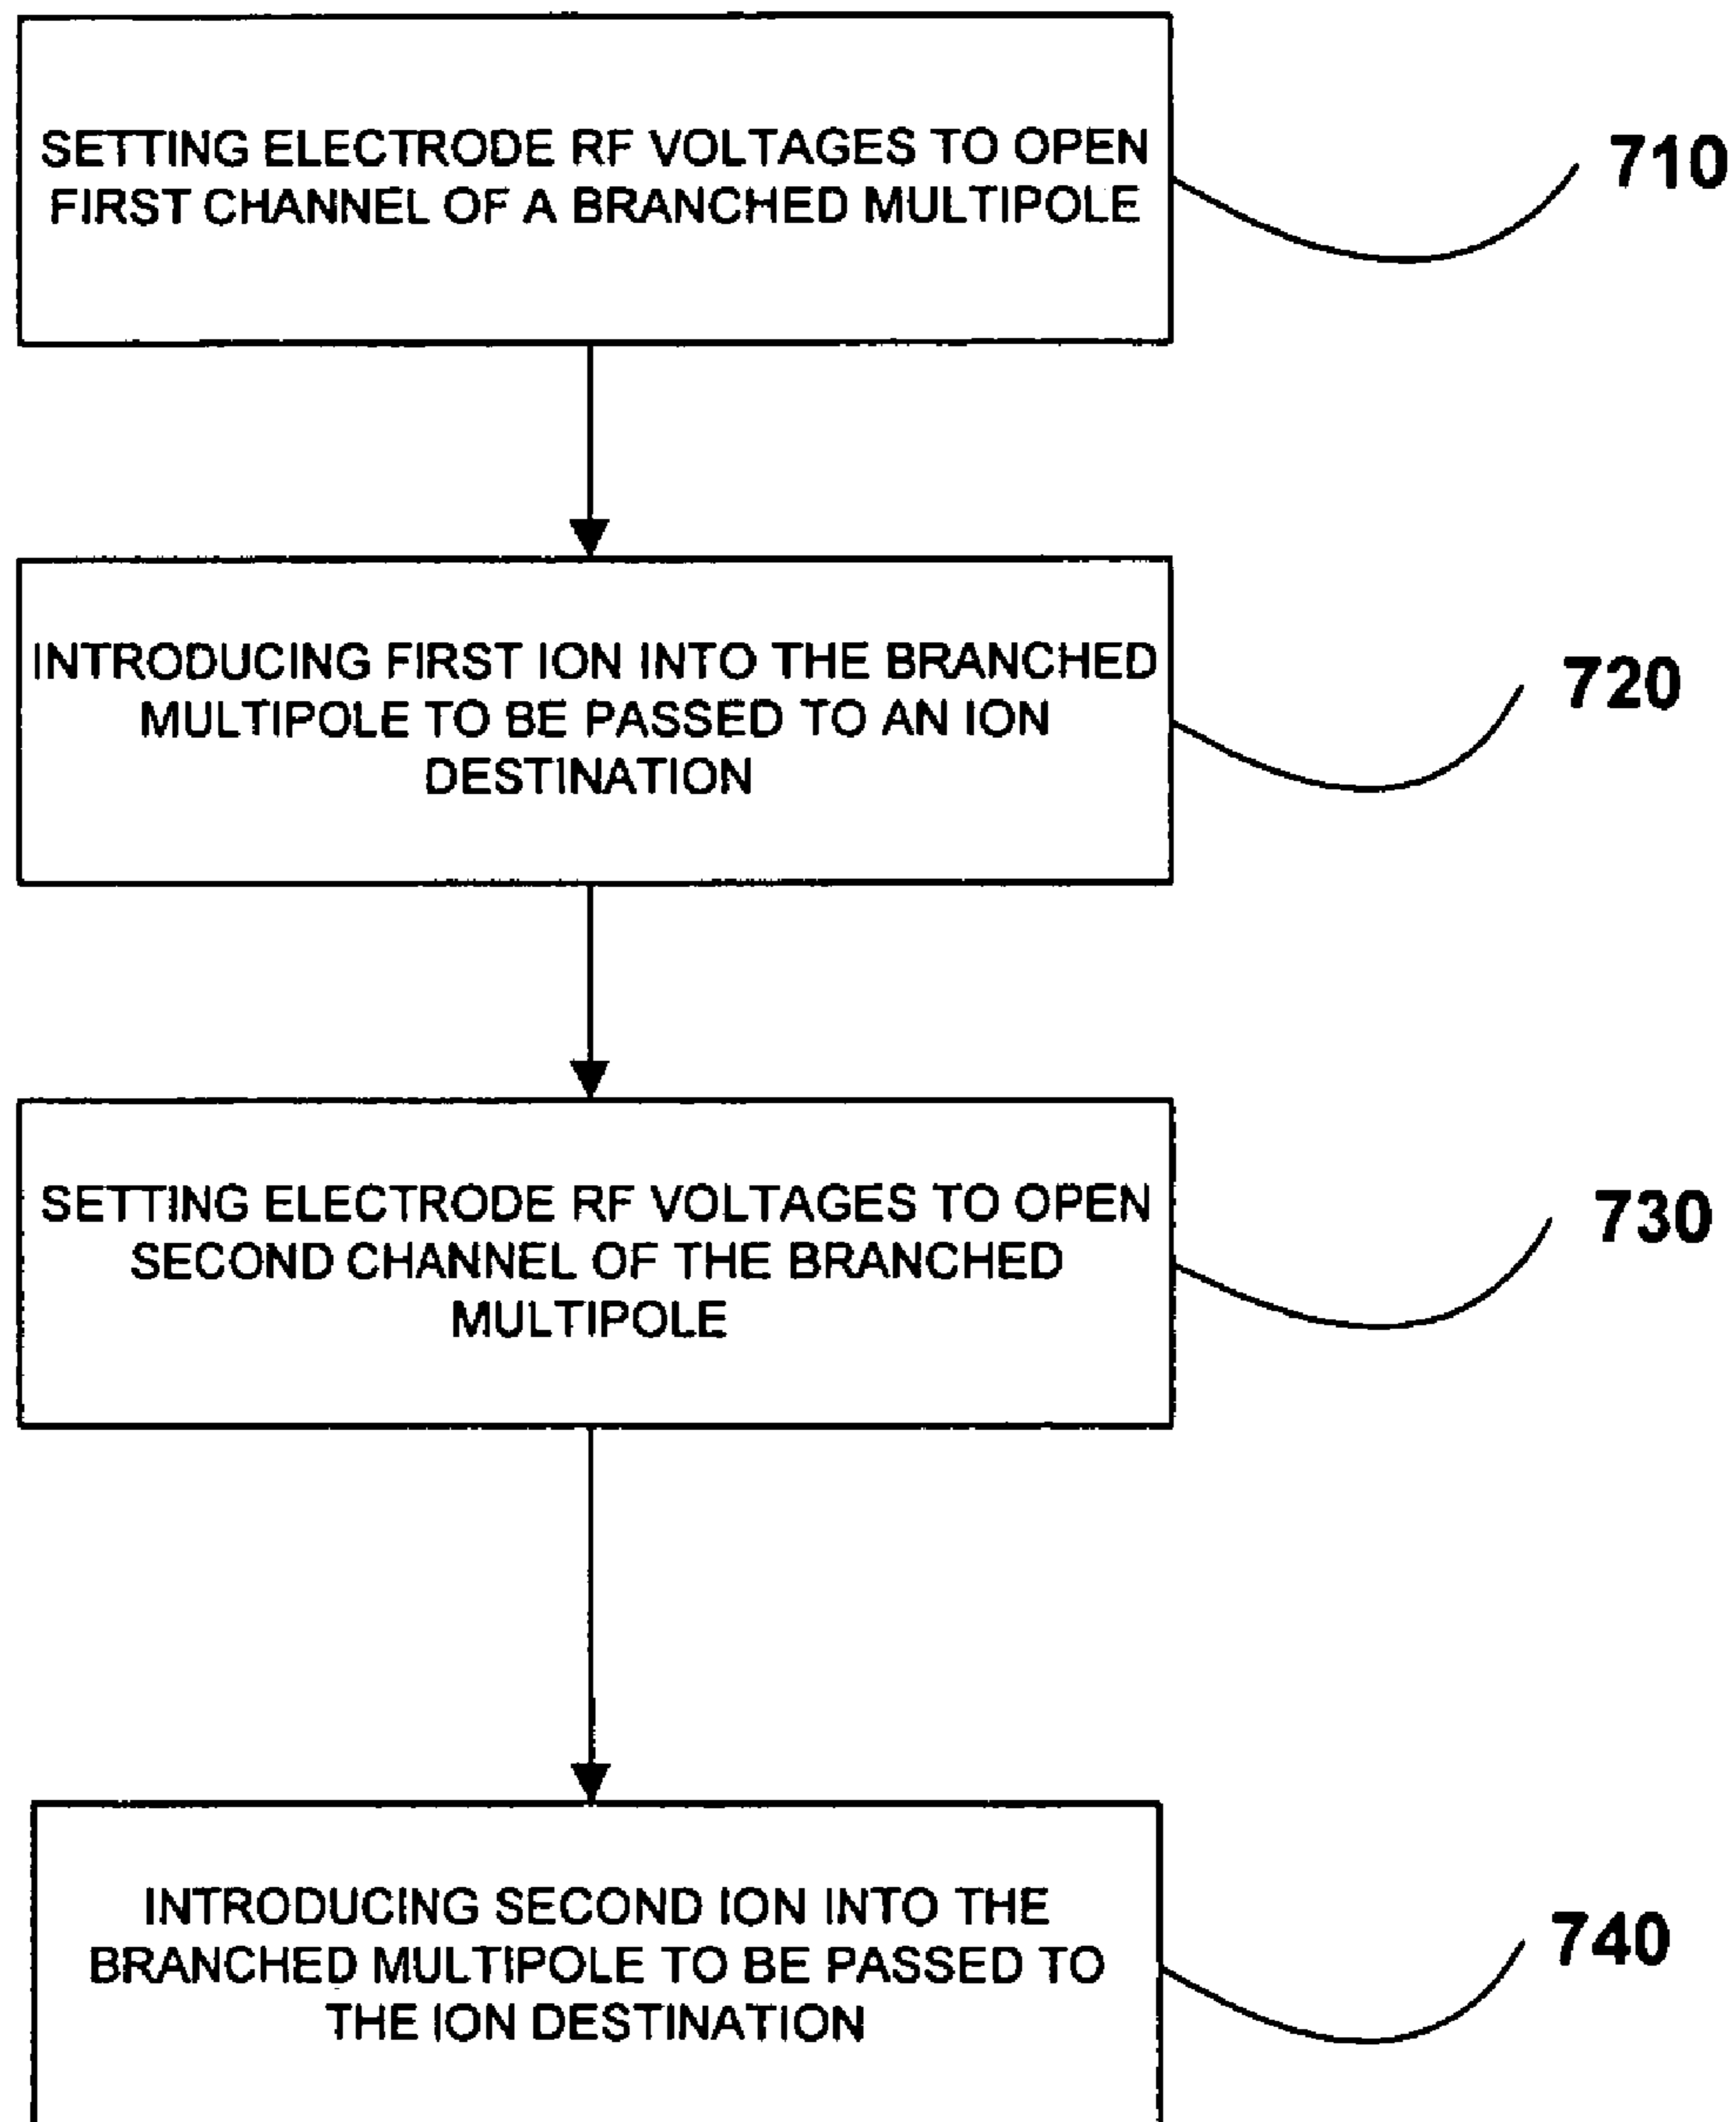 SETTING ELECTRODE RF VOLTAGES TO OPEN
FIRST CHANNEL OF A BRANCHED MULTIPOLE
710
INTRODUCING FIRST ION INTO THE BRANCHED
MULTIPOLE TO BE PASSED TO AN ION
DESTINATION
720
SETTING ELECTRODE RF VOLTAGES TO OPEN
SECOND CHANNEL OF THE BRANCHED
MULTIPOLE
730
INTRODUCING SECOND ION INTO THE
BRANCHED MULTIPOLE TO BE PASSED TO
THE ION DESTINATION
740